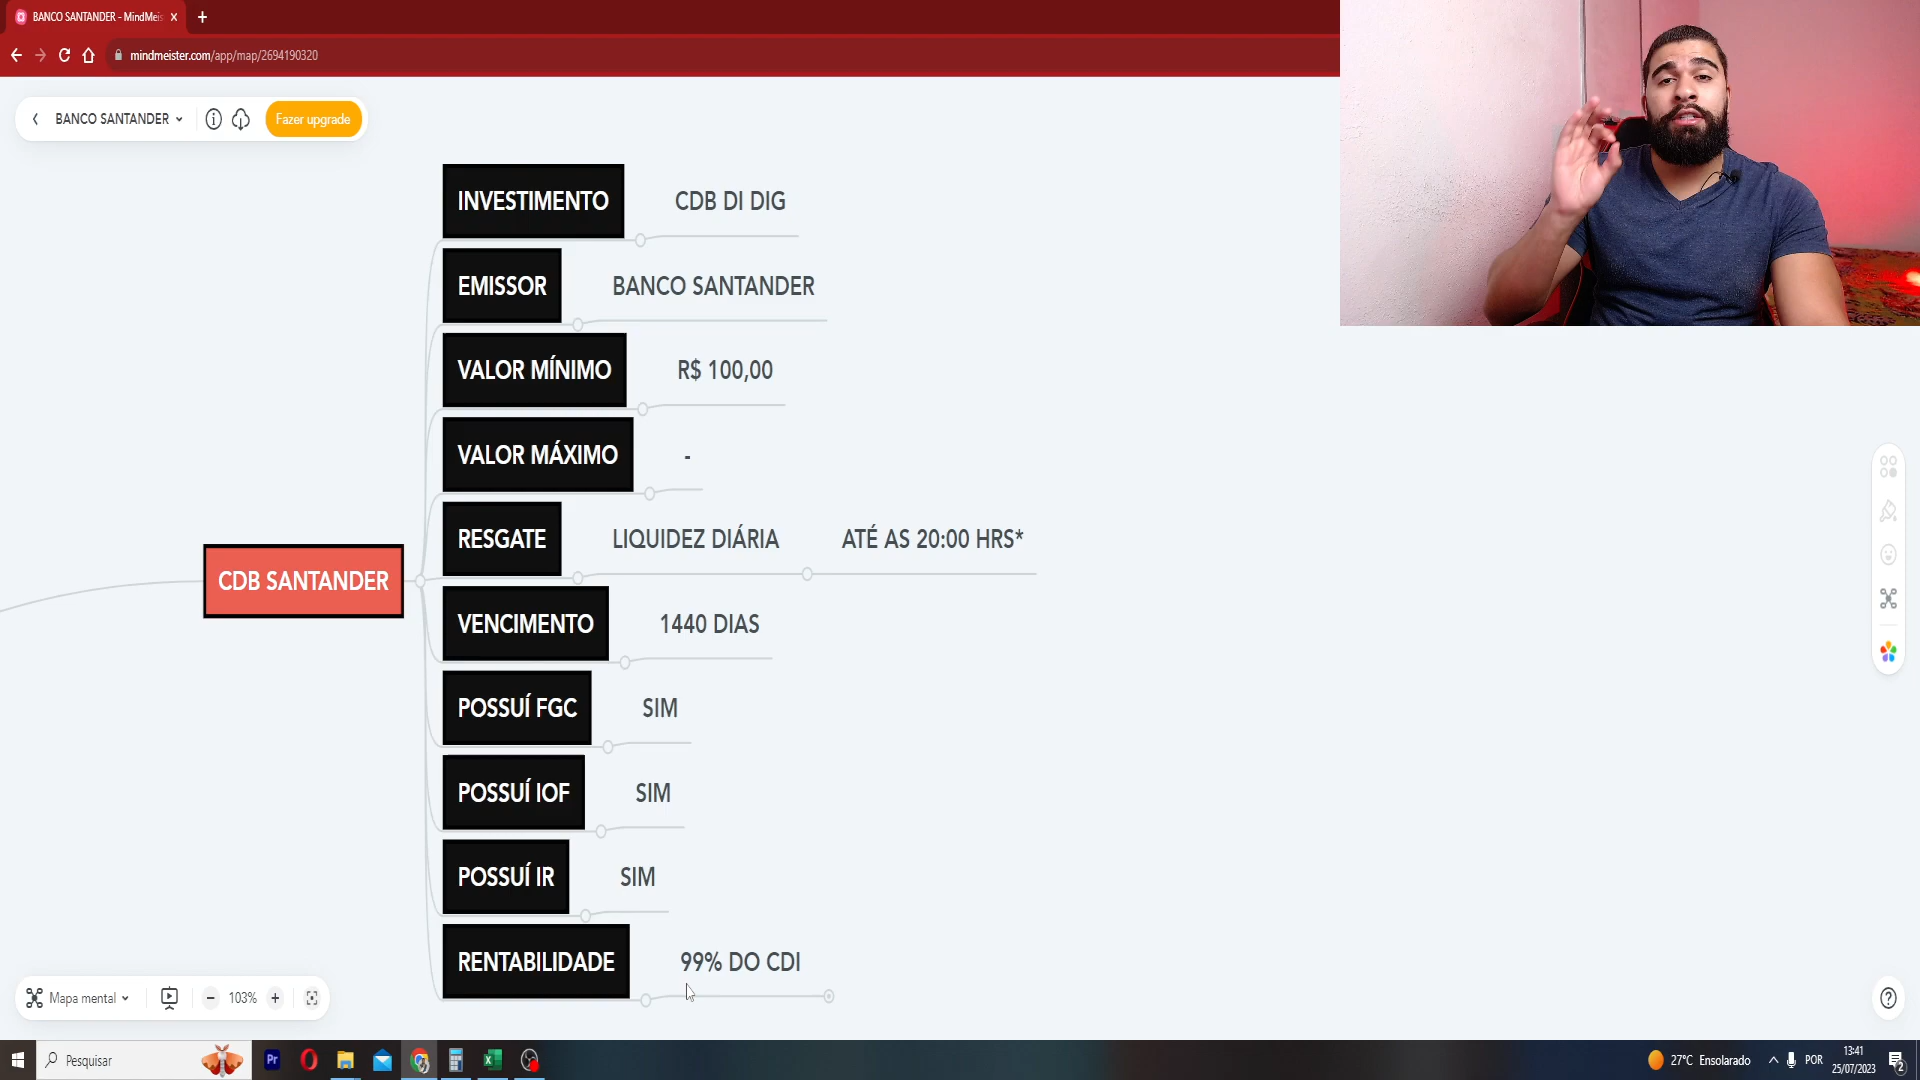 BANCO SANTANDER - MindMeis
mindmeister.com/app/map/2694190320
BANCO SANTANDER
Fazer upgrade
INVESTIMENTO CDB DI DIG
EMISSOR BANCO SANTANDER
VALOR MÍNIMO R$ 100,00
VALOR MÁXIMO -
RESGATE LIQUIDEZ DIÁRIA ATÉ AS 20:00 HRS*
CDB SANTANDER
VENCIMENTO 1440 DIAS
POSSUÍ FGC SIM
POSSUÍ IOF SIM
POSSUÍ IR SIM
RENTABILIDADE 99% DO CDI
Mapa mental
103%
Pesquisar
Pr
27°C Ensolarado
POR
13:41
25/07/2023
2